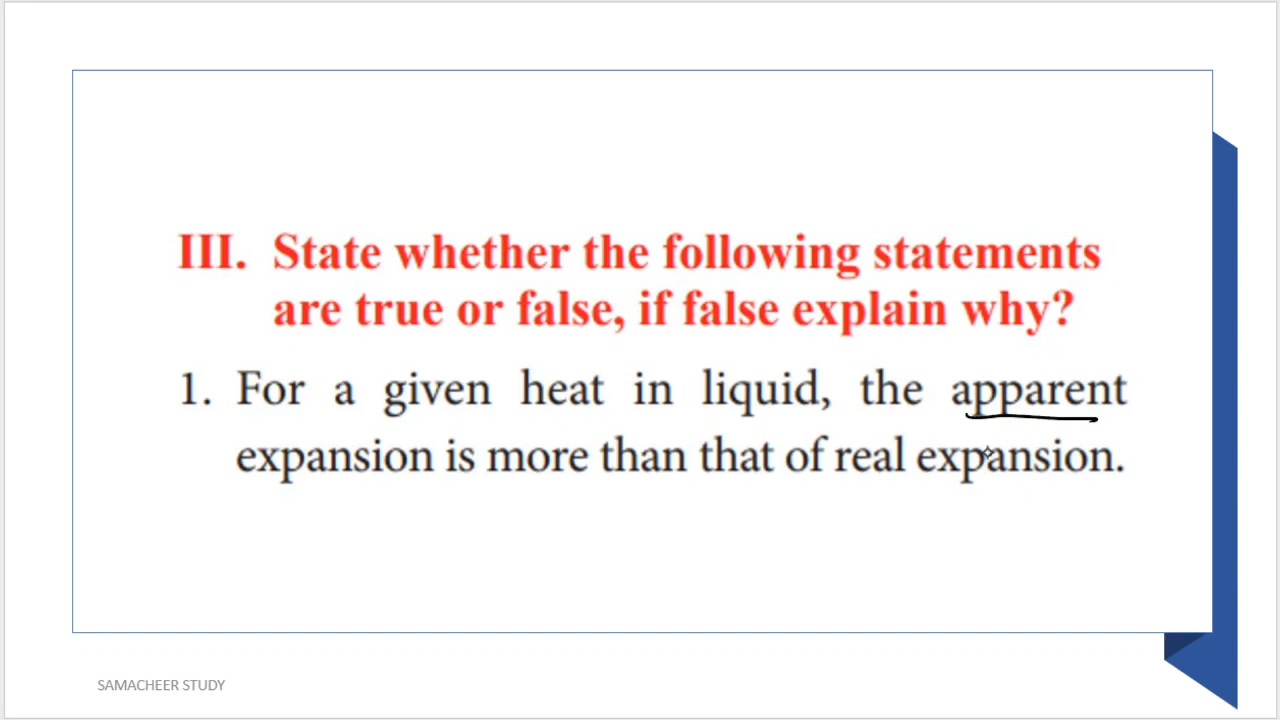 III. State whether the following statements
are true or false, if false explain why?
1. For a given heat in liquid, the apparent
expansion is more than that of real expansion.
SAMACHEER STUDY